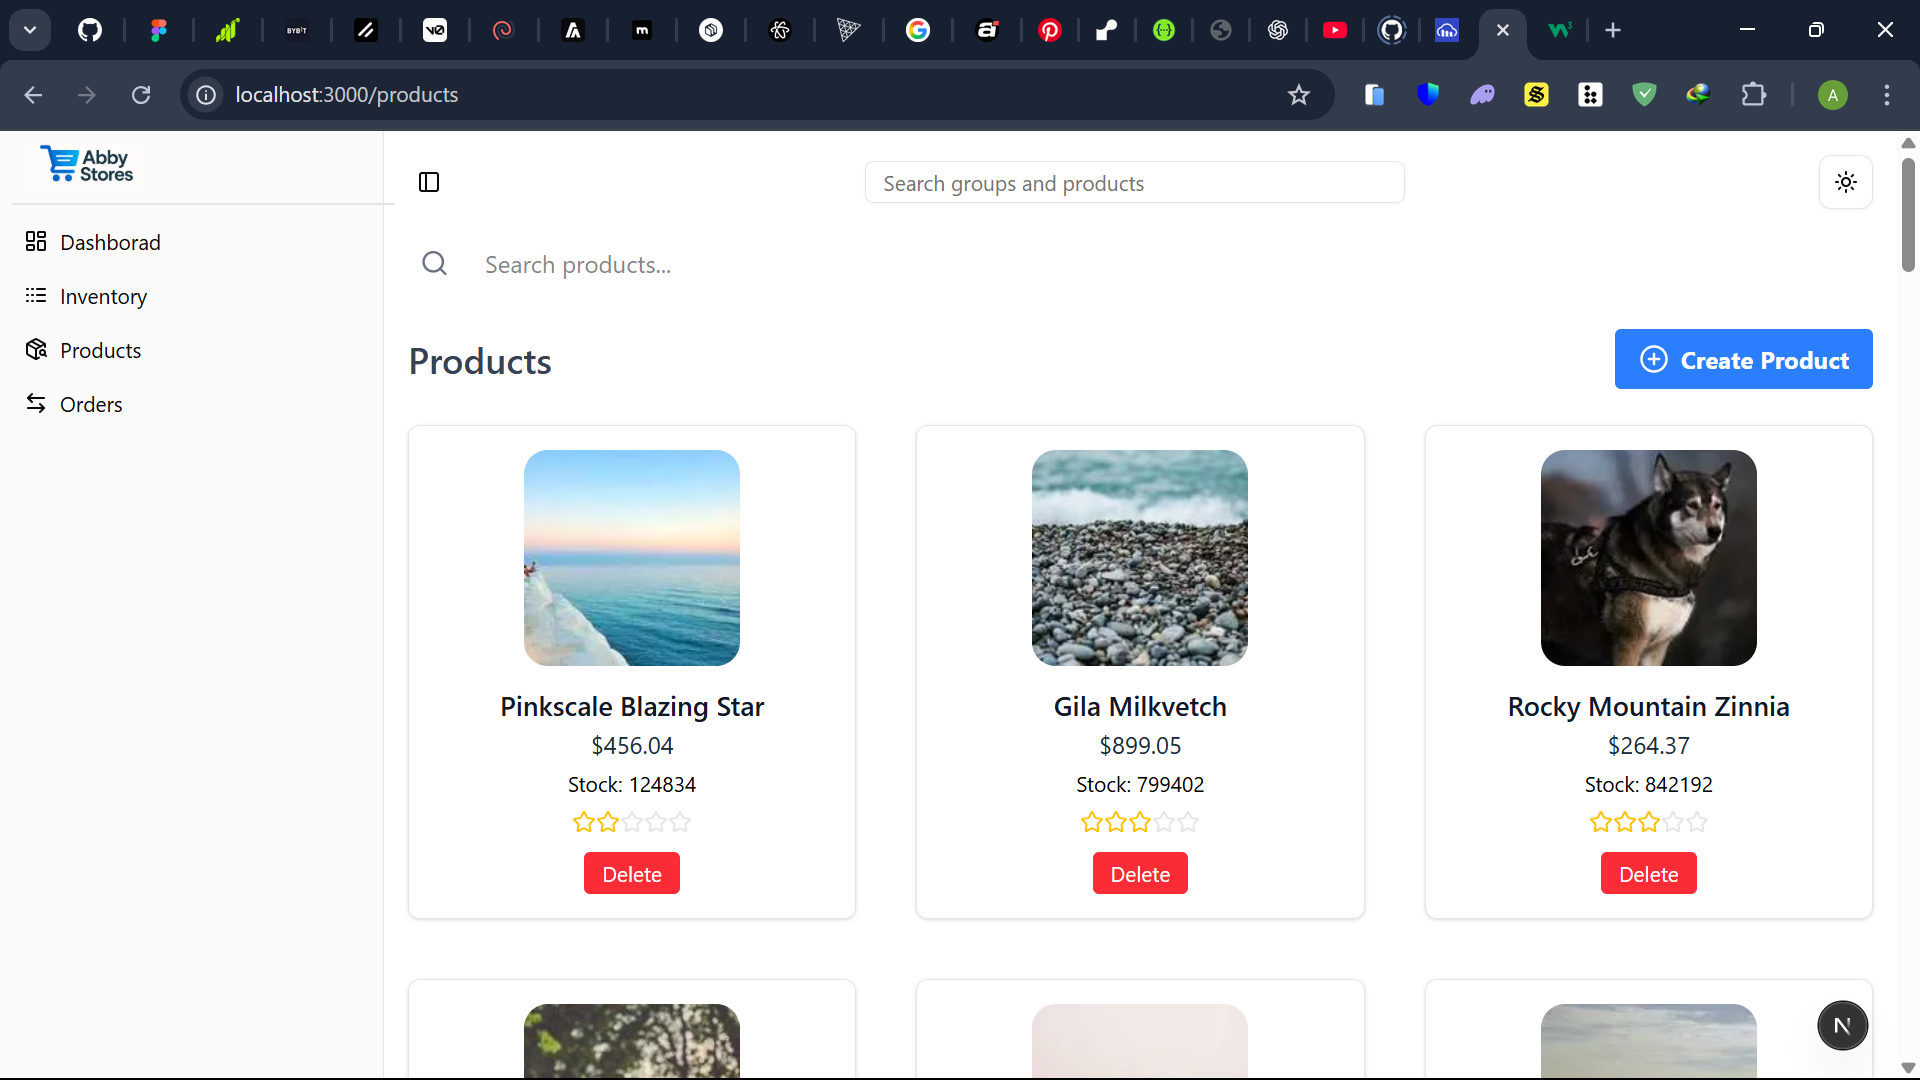 BYBIT
localhost:3000/products
A
Abby
Stores
Search groups and products
Dashborad
Inventory
Products
Orders
Search products...
Products
Create Product
Pinkscale Blazing Star
$456.04
Stock: 124834
Delete
Gila Milkvetch
$899.05
Stock: 799402
Delete
Rocky Mountain Zinnia
$264.37
Stock: 842192
Delete
N